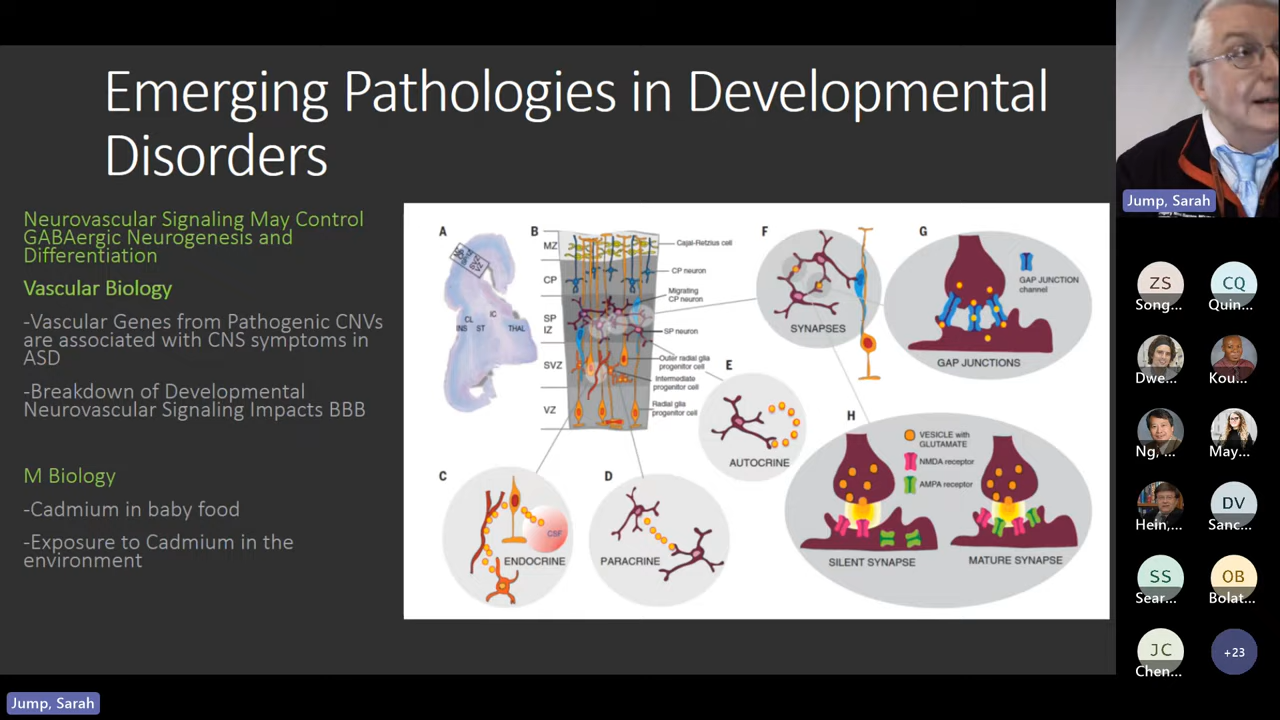 Emerging Pathologies in Developmental
Disorders
Neurovascular Signaling May Control
GABAergic Neurogenesis and
Differentiation
Vascular Biology
-Vascular Genes from Pathogenic CNVs
are associated with CNS symptoms in
ASD
-Breakdown of Developmental
Neurovascular Signaling Impacts BBB
M Biology
-Cadmium in baby food
-Exposure to Cadmium in the
environment
A
CL
IC
INS
ST
THAL
B
MZ
CP
SP
IZ
SVZ
VZ
Cajal-Retzius cell
CP neuron
Migrating
CP neuron
SP neuron
Outer radial glia
progenitor cell
Intermediate
progenitor cell
Radial glia
progenitor cell
C
CSF
ENDOCRINE
D
PARACRINE
E
AUTOCRINE
F
SYNAPSES
G
GAP JUNCTION
channel
GAP JUNCTIONS
H
VESICLE with
GLUTAMATE
NMDA receptor
AMPA receptor
SILENT SYNAPSE
MATURE SYNAPSE
Jump, Sarah
ZS
Song...
CQ
Quin...
Dwe...
Kou...
Ng, ...
May...
Hein,...
DV
Sanc...
SS
Sear...
OB
Bolat...
JC
Chen...
+23
Jump, Sarah